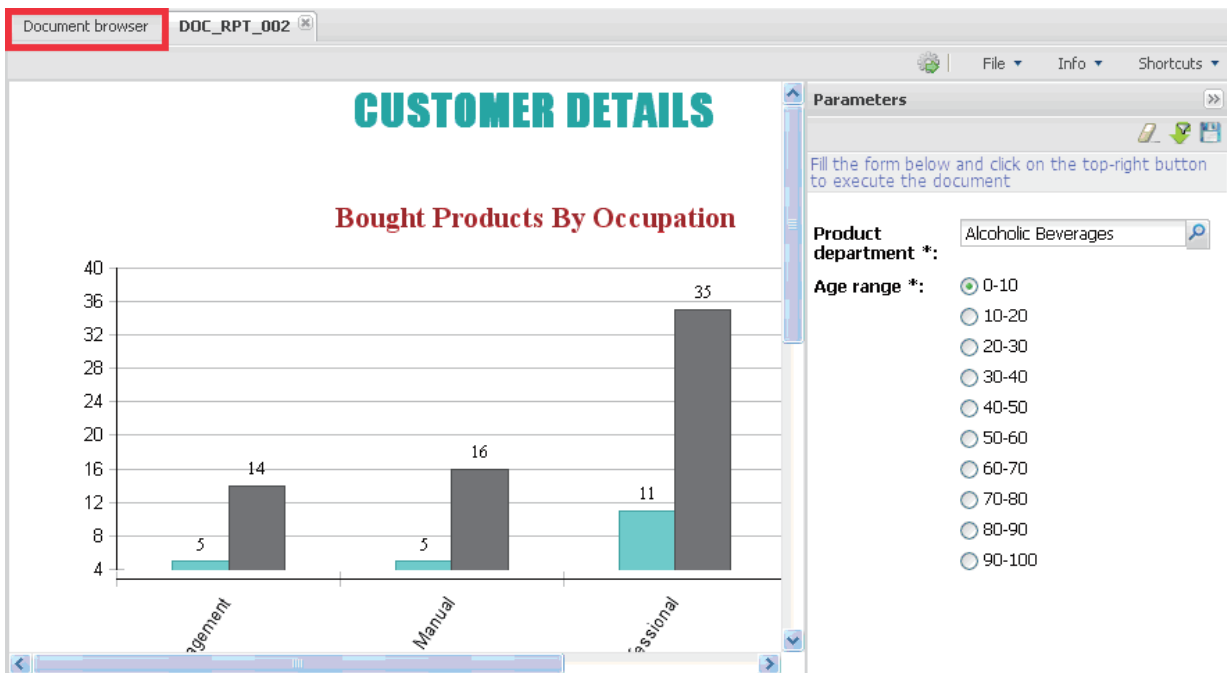 Document browser
DOC_RPT_002
File
Info
Shortcuts
CUSTOMER DETAILS
Bought Products By Occupation
40
36
32
28
24
20
16
12
8
4
5
14
5
16
11
35
agement
Manual
essional
Parameters
Fill the form below and click on the top-right button
to execute the document
Product
department *:
Alcoholic Beverages
Age range *:
0-10
10-20
20-30
30-40
40-50
50-60
60-70
70-80
80-90
90-100